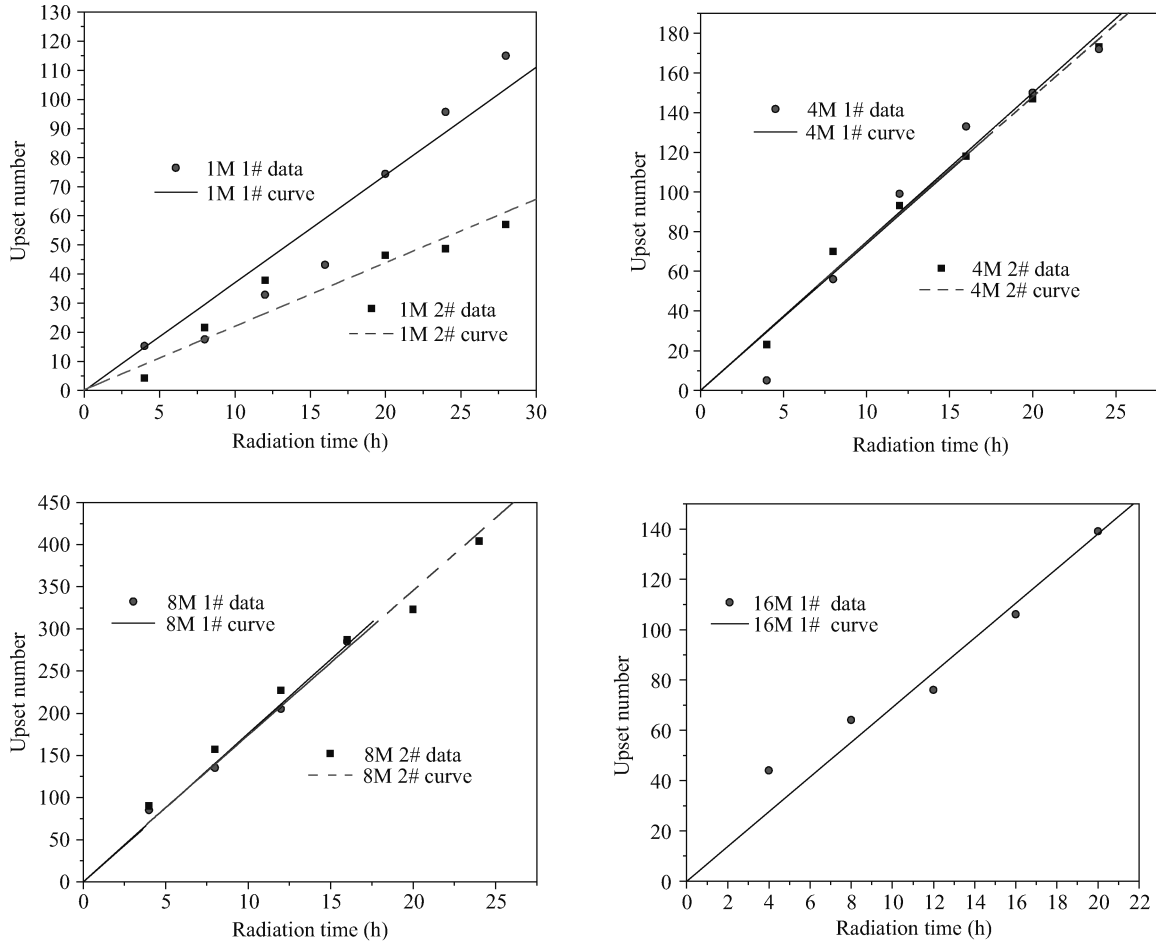 130
120
110
100
90
80
70
60
50
40
30
20
10
0
Upset number
1M 1# data
1M 1# curve
1M 2# data
1M 2# curve
0 5 10 15 20 25 30
Radiation time (h)
180
160
140
120
100
80
60
40
20
0
Upset number
4M 1# data
4M 1# curve
4M 2# data
4M 2# curve
0 5 10 15 20 25
Radiation time (h)
450
400
350
300
250
200
150
100
50
0
Upset number
8M 1# data
8M 1# curve
8M 2# data
8M 2# curve
0 5 10 15 20 25
Radiation time (h)
140
120
100
80
60
40
20
0
Upset number
16M 1# data
16M 1# curve
0 2 4 6 8 10 12 14 16 18 20 22
Radiation time (h)